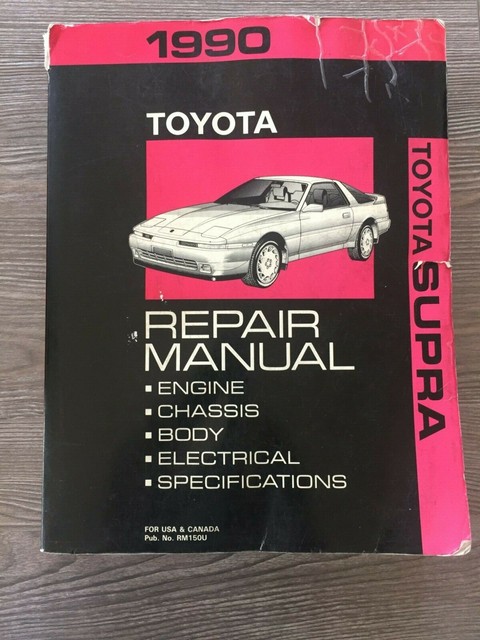 1990
TOYOTA
REPAIR
MANUAL
▪ ENGINE
▪ CHASSIS
▪ BODY
▪ ELECTRICAL
▪ SPECIFICATIONS
FOR USA & CANADA
Pub. No. RM150U
TOYOTA SUPRA